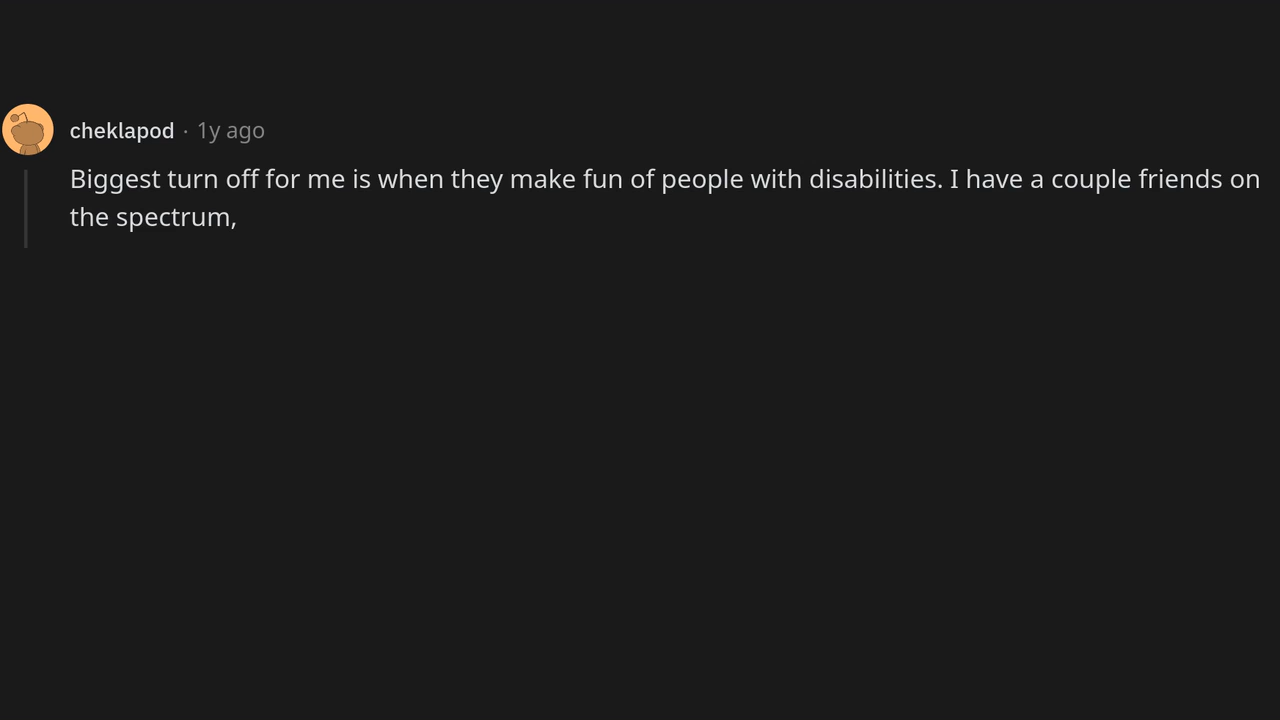 cheklapod · 1y ago
Biggest turn off for me is when they make fun of people with disabilities. I have a couple friends on
the spectrum,